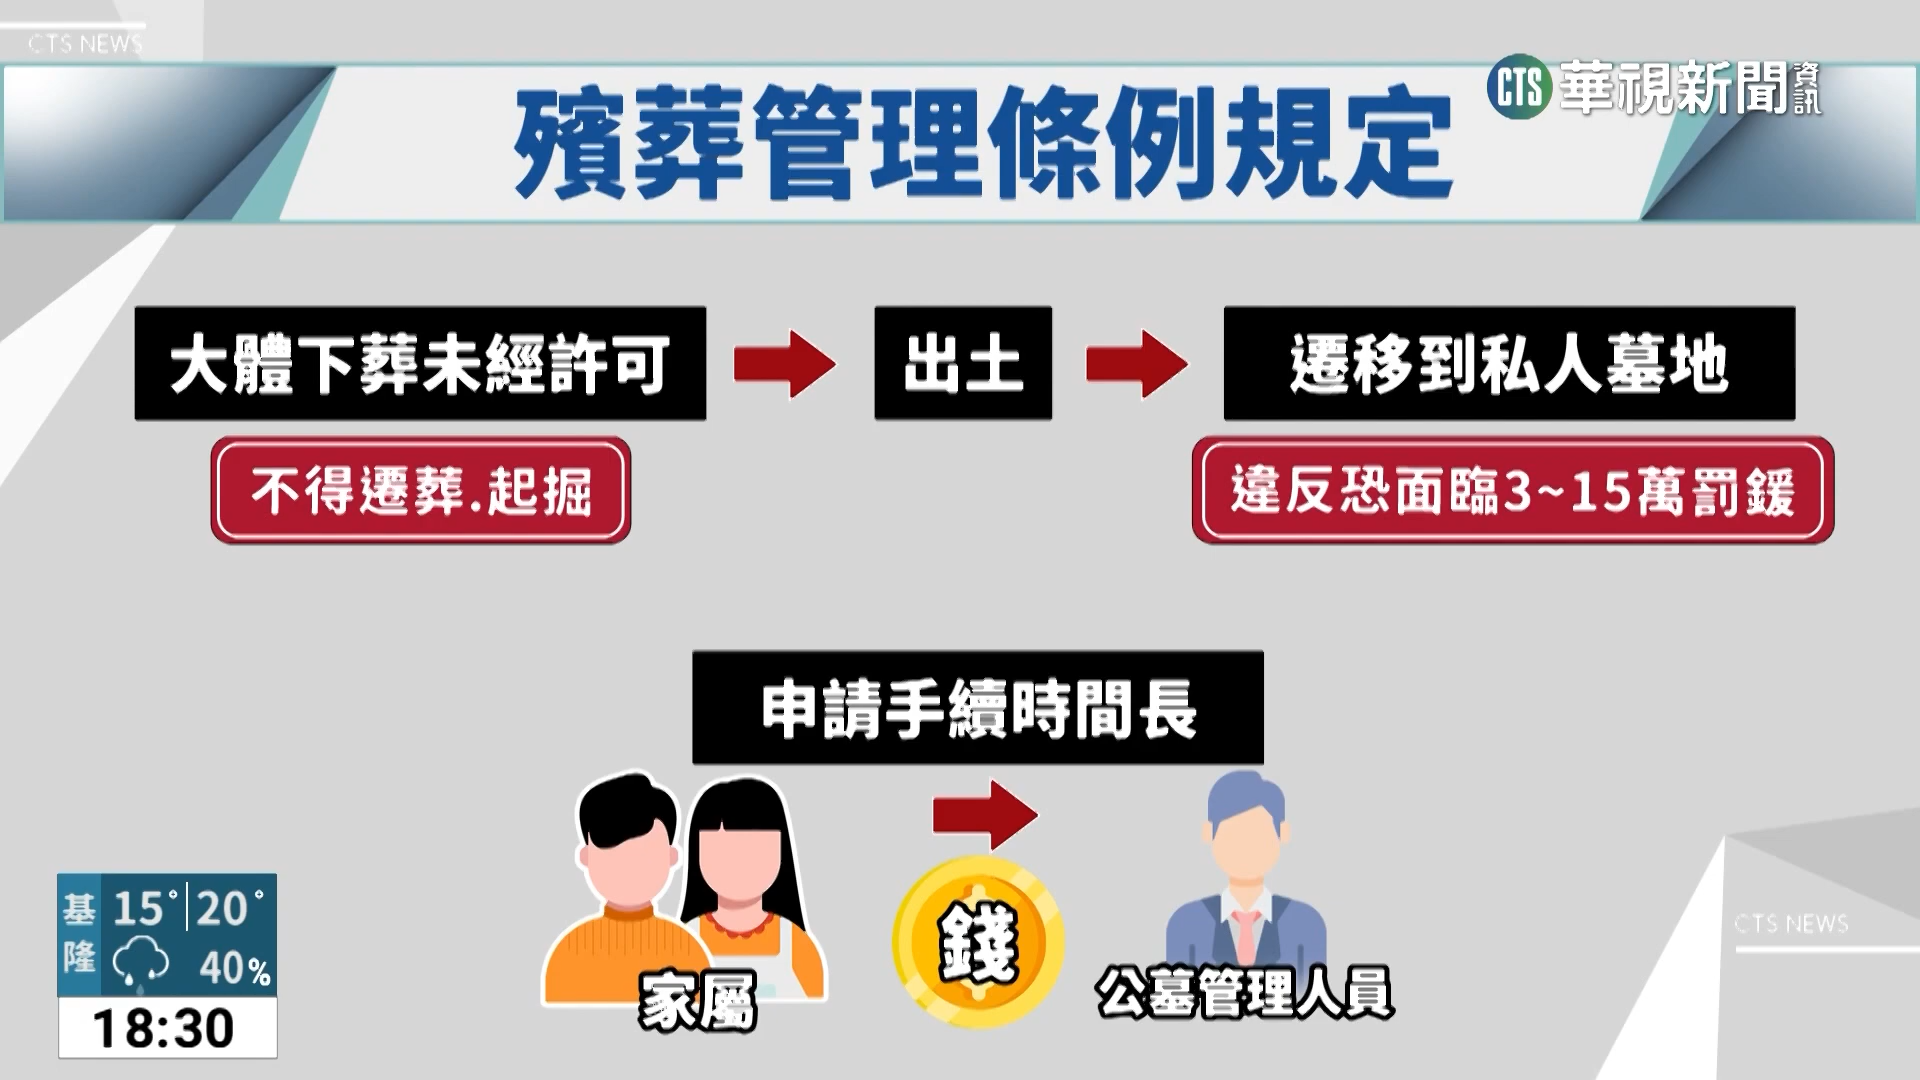 CTS NEWS
CTS 華視新聞資訊
殯葬管理條例規定
大體下葬未經許可
出土
遷移到私人墓地
不得遷葬.起掘
違反恐面臨3~15萬罰鍰
申請手續時間長
錢
家屬
公墓管理人員
基隆
15° 20°
40%
18:30
CTS NEWS